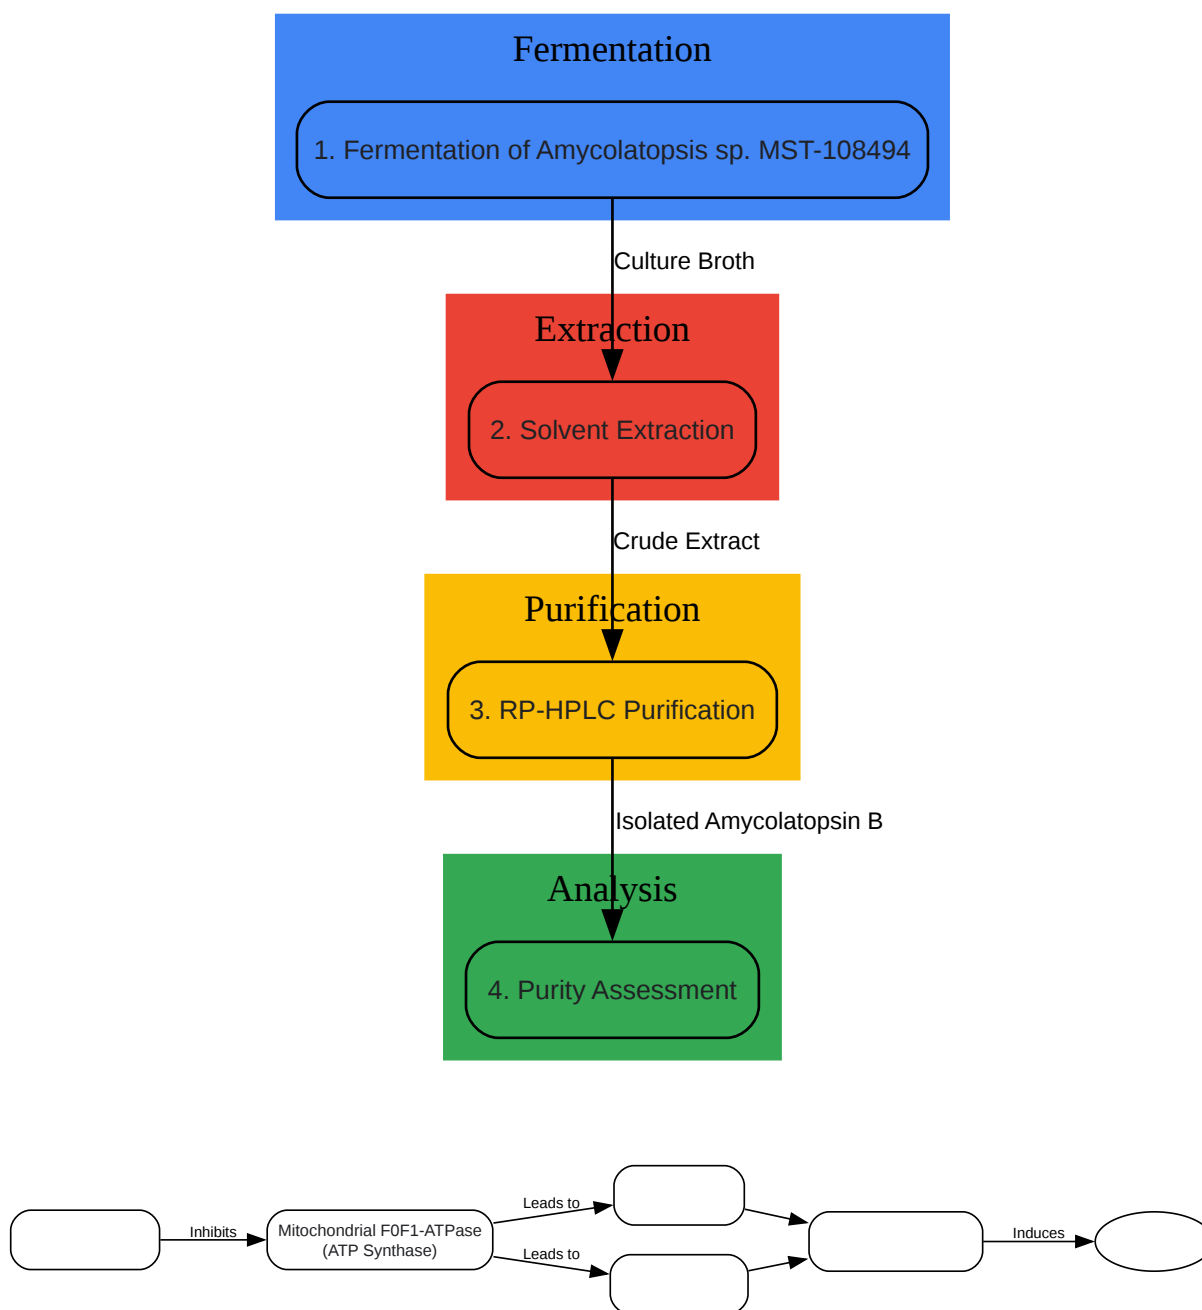 Fermentation
1. Fermentation of Amycolatopsis sp. MST-108494
Culture Broth
Extraction
2. Solvent Extraction
Crude Extract
Purification
3. RP-HPLC Purification
Isolated Amycolatopsin B
Analysis
4. Purity Assessment
Inhibits
Mitochondrial F0F1-ATPase
(ATP Synthase)
Leads to
Leads to
Induces